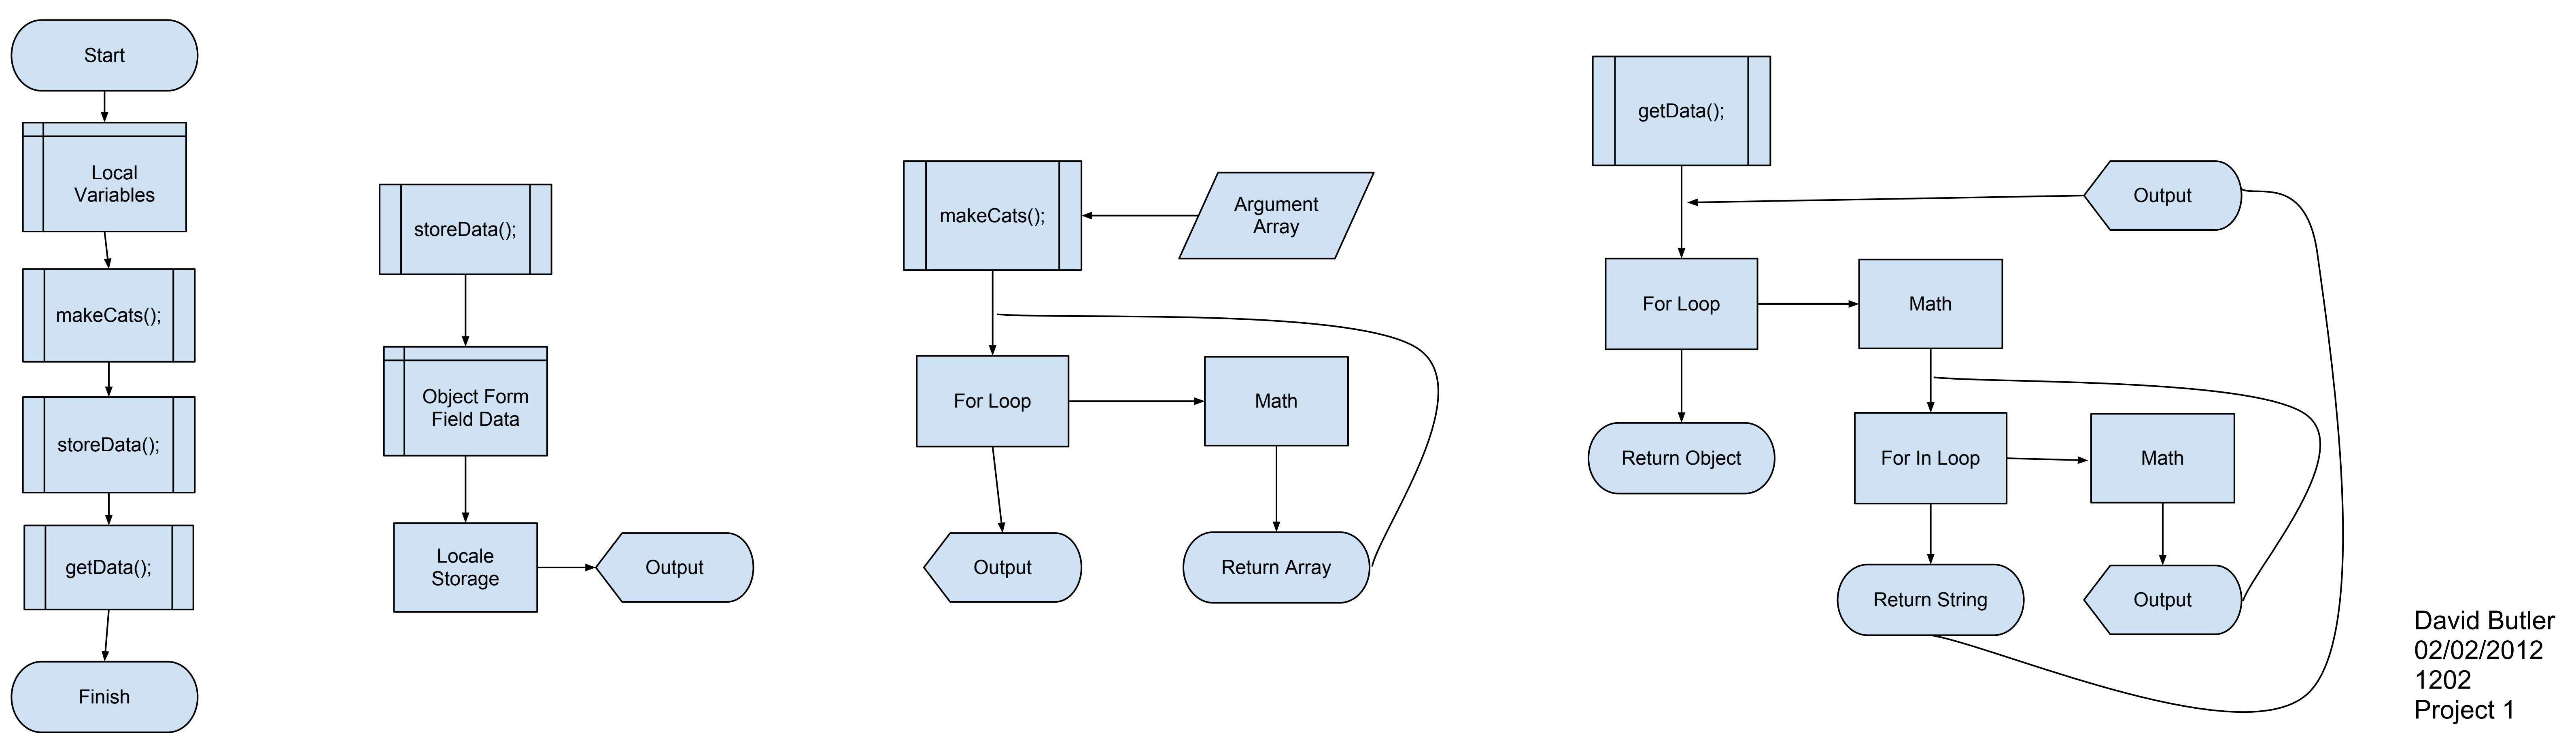 Start
Local
Variables
makeCats();
storeData();
getData();
Finish
storeData();
Object Form
Field Data
Locale
Storage
Output
makeCats();
Argument
Array
For Loop
Math
Output
Return Array
getData();
Output
For Loop
Math
Return Object
For In Loop
Math
Return String
Output
David Butler
02/02/2012
1202
Project 1